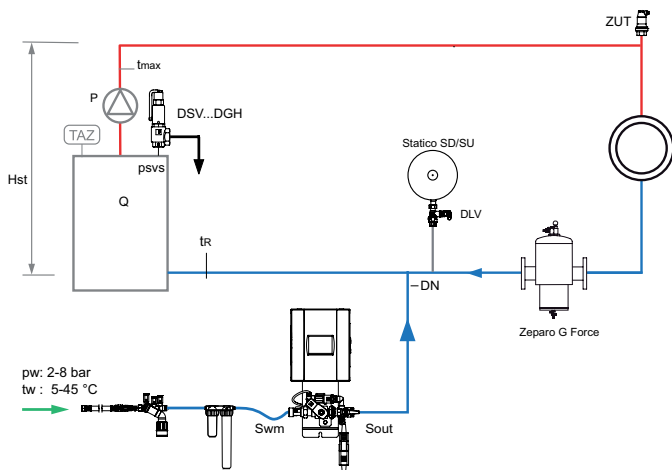 ZUT
tmax
P
DSV...DGH
TAZ
Statico SD/SU
psvs
Hst
Q
DLV
tR
DN
Zeparo G Force
pw: 2-8 bar
tw : 5-45 °C
Swm
Sout